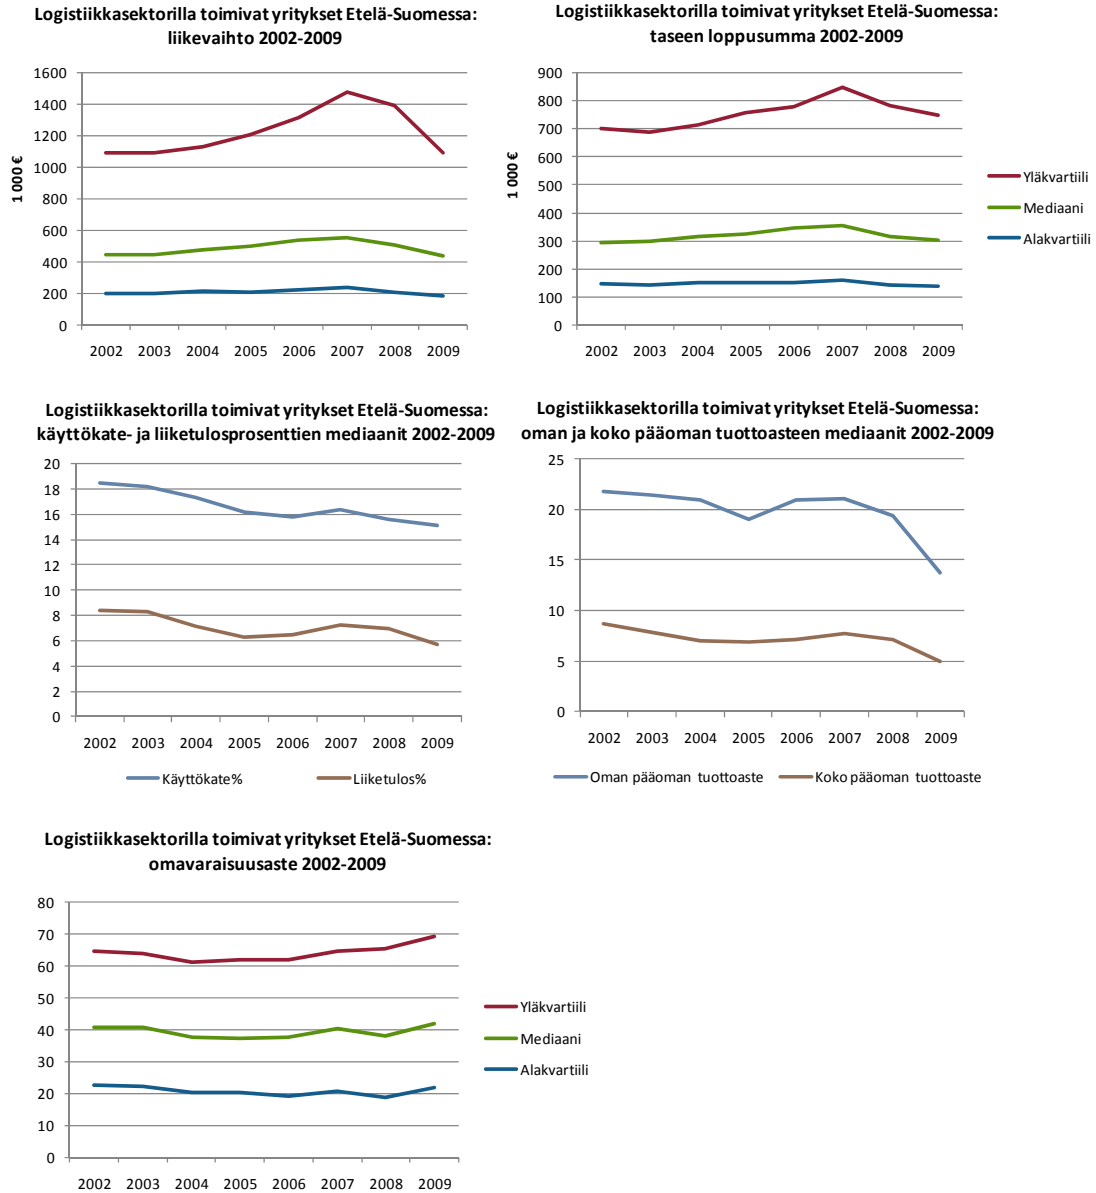 Logistiikkasektorilla toimivat yritykset Etelä-Suomessa:
liikevaihto 2002-2009
1600
1400
1200
1000
800
600
400
200
0
1 000 €
2002 2003 2004 2005 2006 2007 2008 2009
Logistiikkasektorilla toimivat yritykset Etelä-Suomessa:
taseen loppusumma 2002-2009
900
800
700
600
500
400
300
200
100
0
1 000 €
2002 2003 2004 2005 2006 2007 2008 2009
Yläkvartiili
Mediaani
Alakvartiili
Logistiikkasektorilla toimivat yritykset Etelä-Suomessa:
käyttökate- ja liiketulosprosenttien mediaanit 2002-2009
20
18
16
14
12
10
8
6
4
2
0
2002 2003 2004 2005 2006 2007 2008 2009
Käyttökate% Liiketulos%
Logistiikkasektorilla toimivat yritykset Etelä-Suomessa:
oman ja koko pääoman tuottoasteen mediaanit 2002-2009
25
20
15
10
5
0
2002 2003 2004 2005 2006 2007 2008 2009
Oman pääoman tuottoaste Koko pääoman tuottoaste
Logistiikkasektorilla toimivat yritykset Etelä-Suomessa:
omavaraisuusaste 2002-2009
80
70
60
50
40
30
20
10
0
2002 2003 2004 2005 2006 2007 2008 2009
Yläkvartiili
Mediaani
Alakvartiili